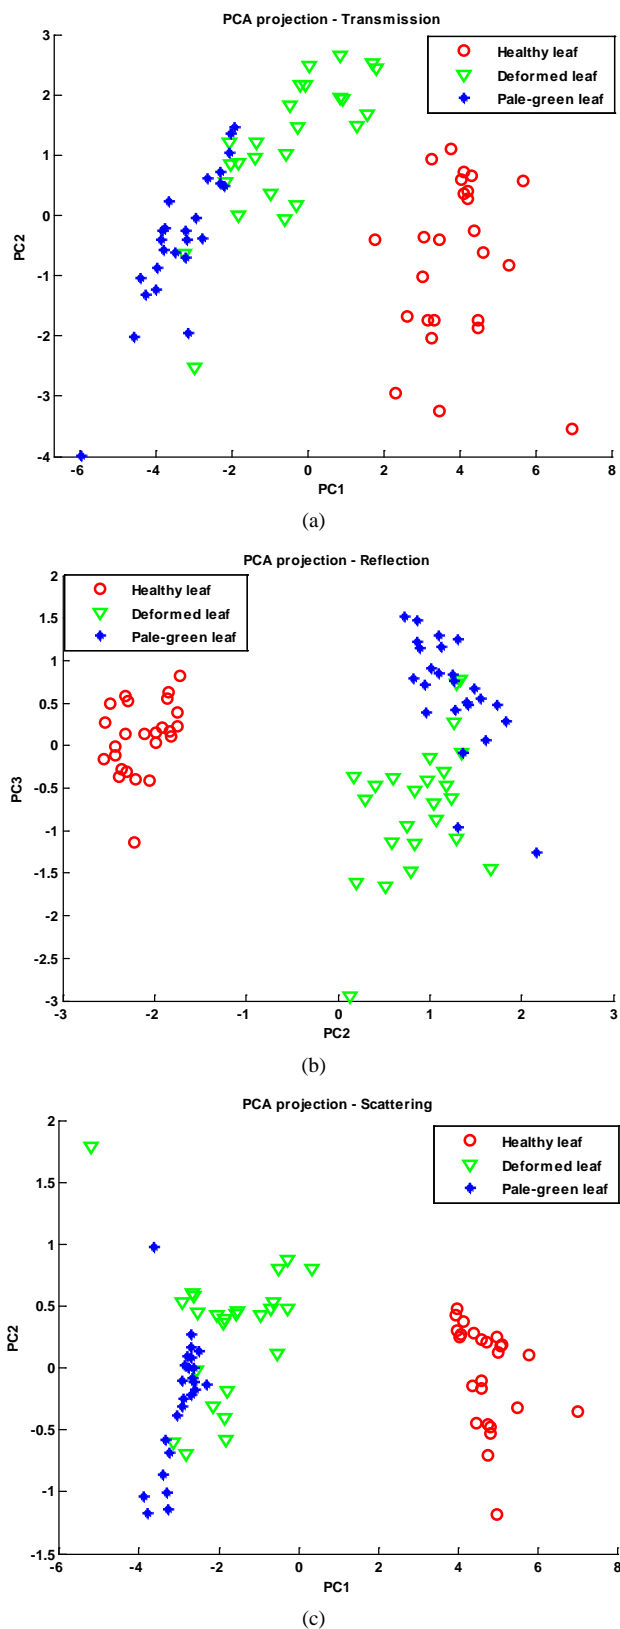 PCA projection - Transmission
3
2
1
0
-1
-2
-3
-4
PC2
Healthy leaf
Deformed leaf
Pale-green leaf
-6 -4 -2 0 2 4 6 8
PC1
(a)
PCA projection - Reflection
2
1.5
1
0.5
0
-0.5
-1
-1.5
-2
-2.5
-3
PC3
Healthy leaf
Deformed leaf
Pale-green leaf
-3 -2 -1 0 1 2 3
PC2
(b)
PCA projection - Scattering
2
1.5
1
0.5
0
-0.5
-1
-1.5
PC2
Healthy leaf
Deformed leaf
Pale-green leaf
-6 -4 -2 0 2 4 6 8
PC1
(c)